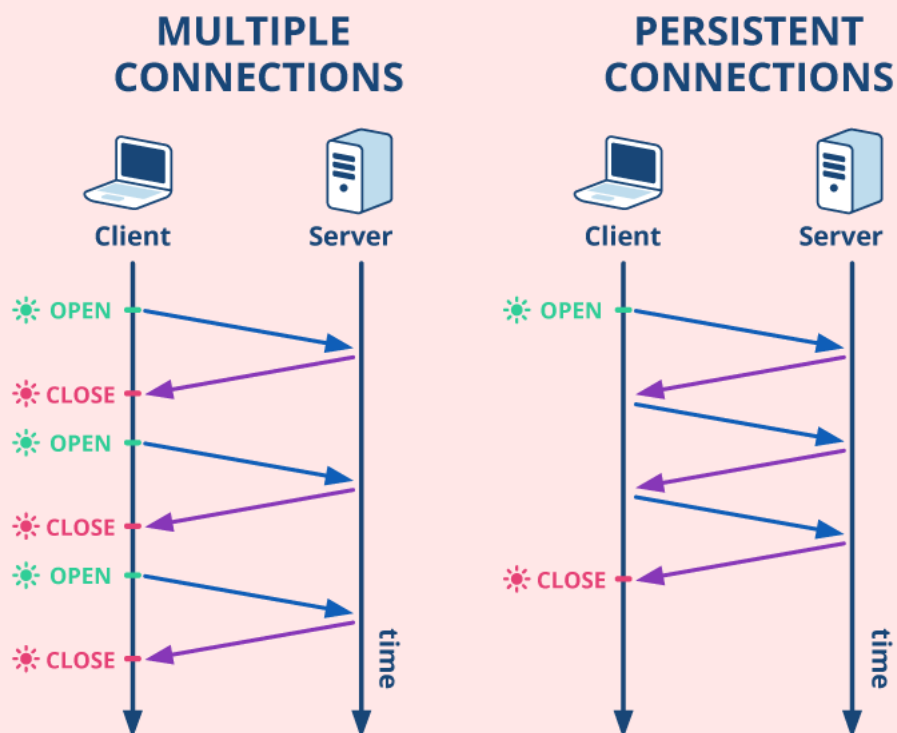 MULTIPLE
CONNECTIONS
Client
Server
OPEN
CLOSE
OPEN
CLOSE
OPEN
CLOSE
time
PERSISTENT
CONNECTIONS
Client
Server
OPEN
CLOSE
time